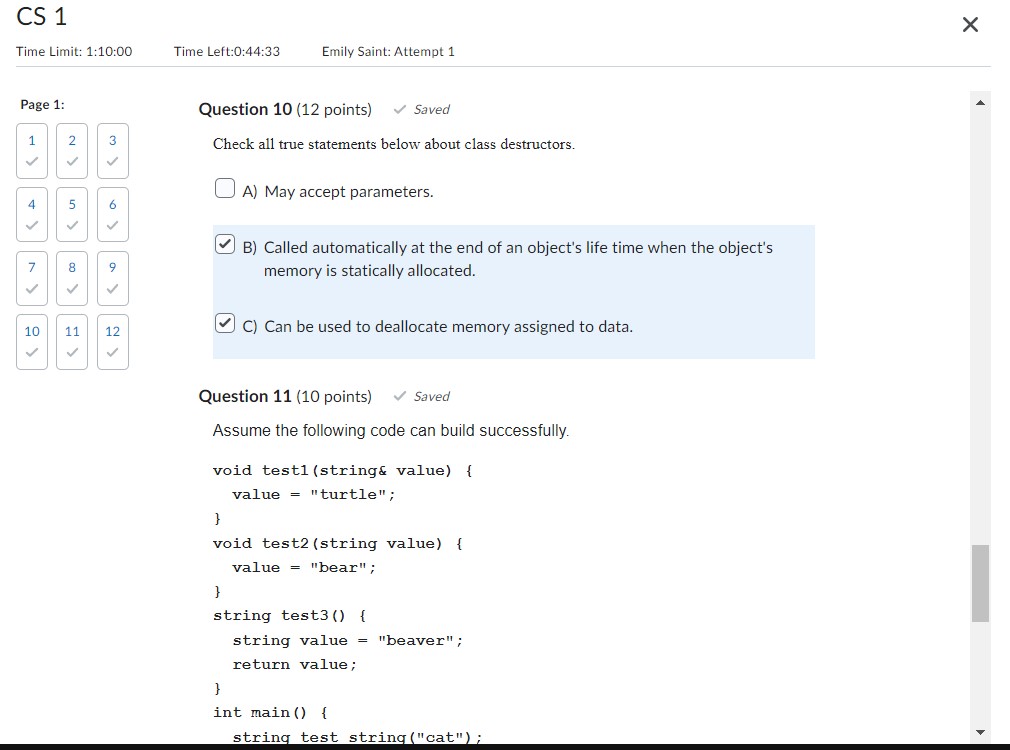 CS 1
Time Limit: 1:10:00 Time Left:0:44:33 Emily Saint: Attempt 1
Page 1:
1 2 3
4 5 6
7 8 9
10 11 12
Question 10 (12 points) Saved
Check all true statements below about class destructors.
A) May accept parameters.
B) Called automatically at the end of an object's life time when the object's
memory is statically allocated.
C) Can be used to deallocate memory assigned to data.
Question 11 (10 points) Saved
Assume the following code can build successfully.
void test1(string& value) {
value = "turtle";
}
void test2(string value) {
value = "bear";
}
string test3() {
string value = "beaver";
return value;
}
int main() {
string test string("cat");